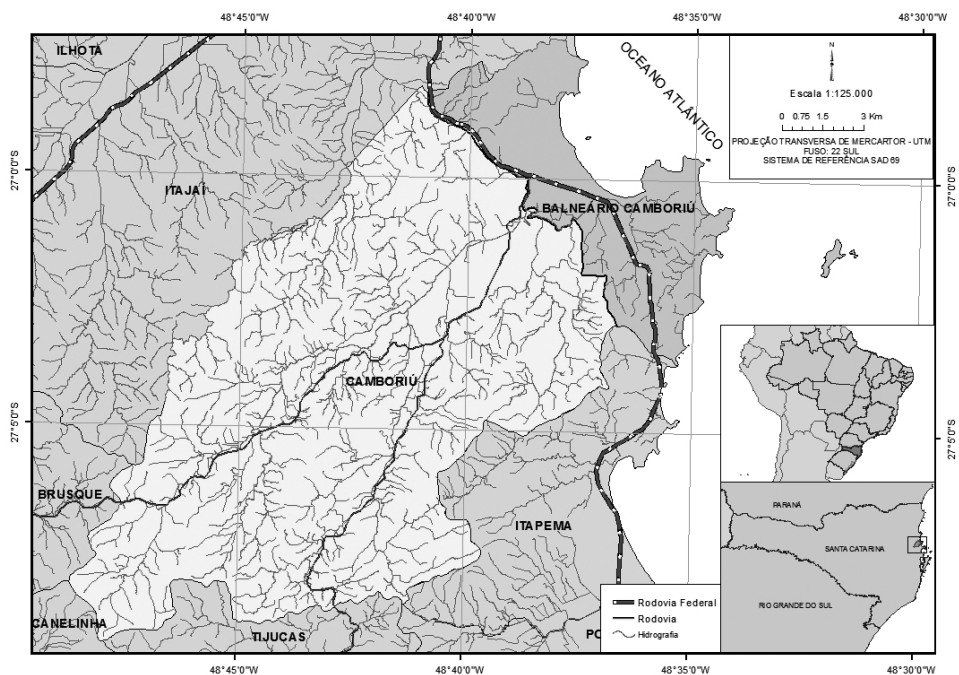 48°45'0"W
48°40'0"W
48°35'0"W
48°30'0"W
ILHOTA
OCEANO ATLÂNTICO
N
Escala 1:125.000
0 0.75 1.5 3 Km
PROJEÇÃO TRANSVERSA DE MERCARTOR - UTM
FUSO: 22 SUL
SISTEMA DE REFERÊNCIA SAD 69
27°0'0"S
27°0'0"S
ITAJAÍ
BALNEÁRIO CAMBORIÚ
CAMBORIÚ
27°5'0"S
27°5'0"S
BRUSQUE
ITAPEMA
PARANÁ
SANTA CATARINA
RIO GRANDE DO SUL
Rodovia Federal
Rodovia
Hidrografia
CANELINHA
TIJUÇAS
PO
48°45'0"W
48°40'0"W
48°35'0"W
48°30'0"W